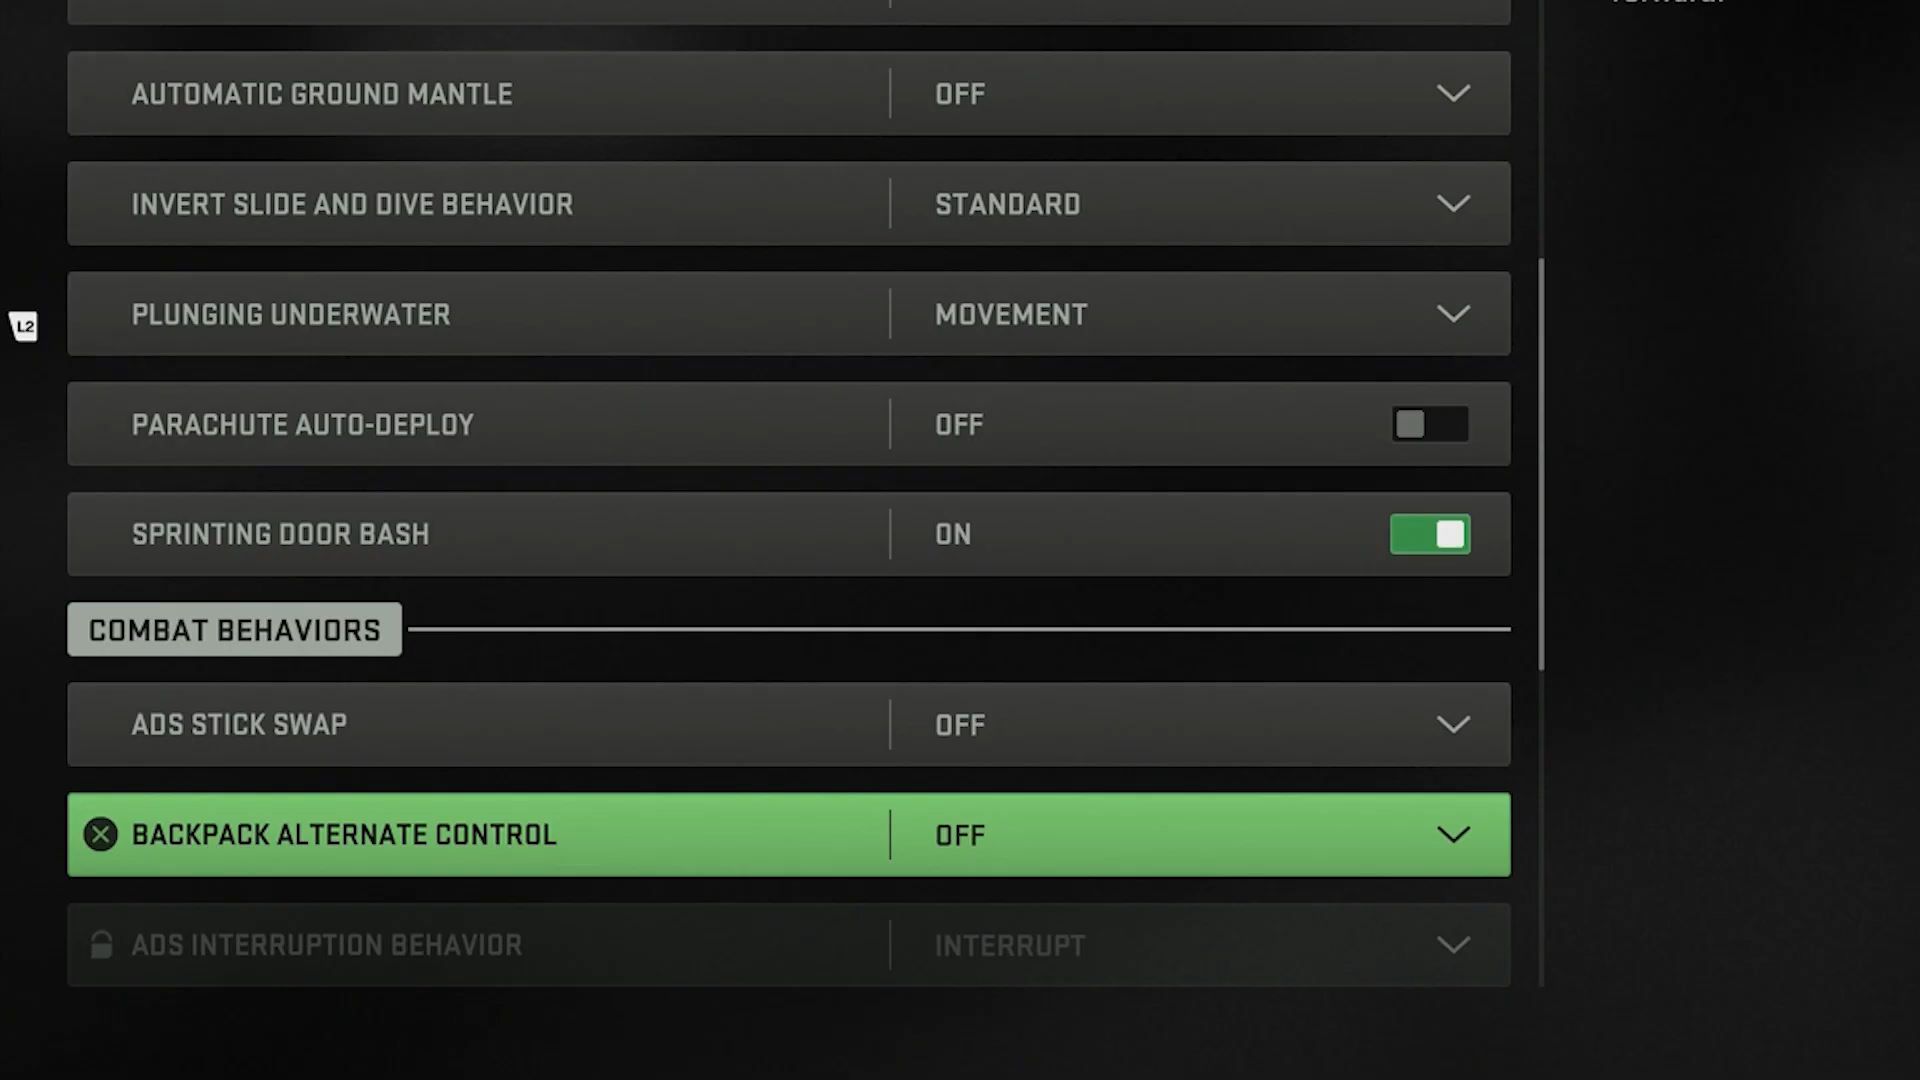 AUTOMATIC GROUND MANTLE OFF
INVERT SLIDE AND DIVE BEHAVIOR STANDARD
L2 PLUNGING UNDERWATER MOVEMENT
PARACHUTE AUTO-DEPLOY OFF
SPRINTING DOOR BASH ON
COMBAT BEHAVIORS
ADS STICK SWAP OFF
BACKPACK ALTERNATE CONTROL OFF
ADS INTERRUPTION BEHAVIOR INTERRUPT